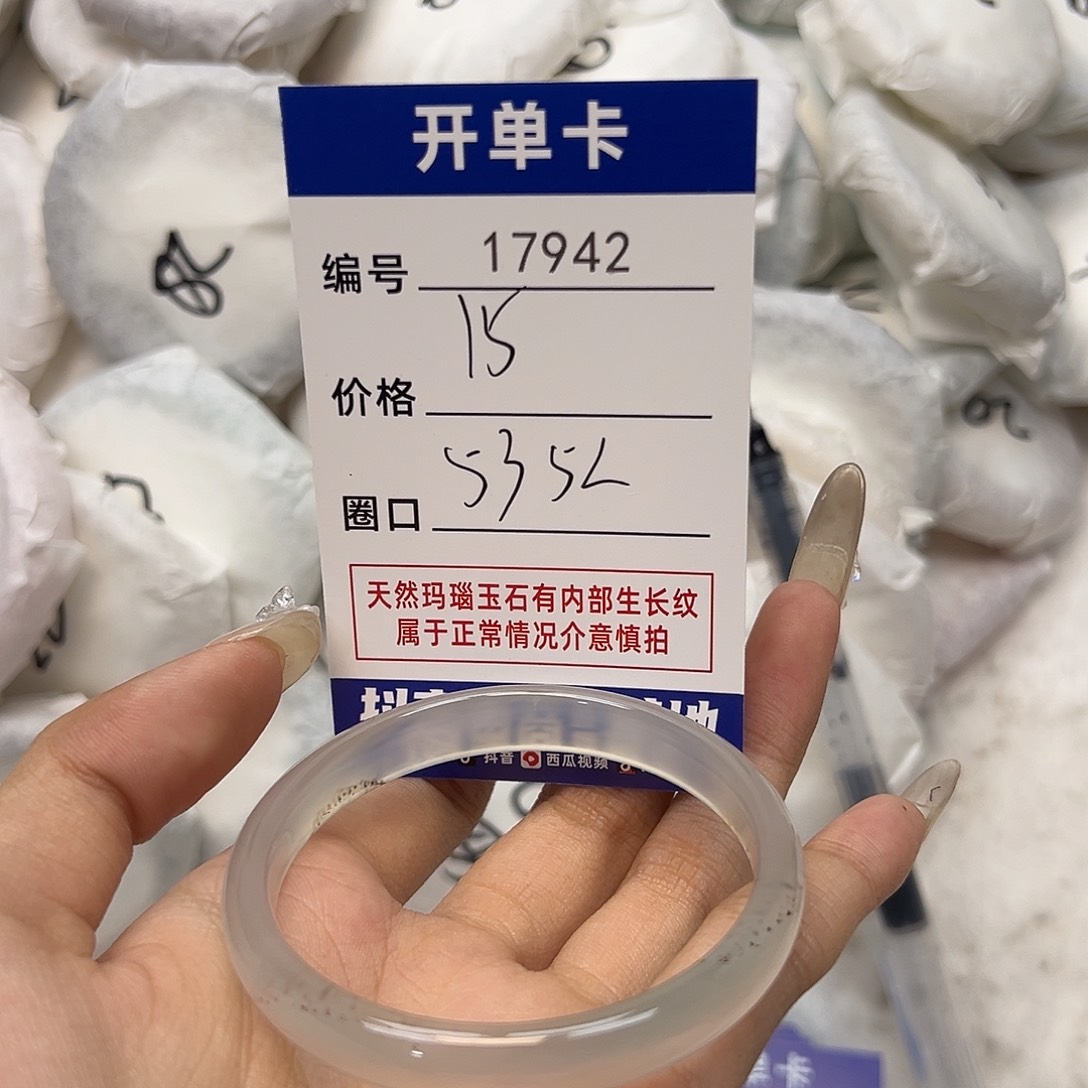 开单卡
编号 17942
价格 15
圈口 53 5L
天然玛瑙玉石有内部生长纹
属于正常情况介意慎拍
抖音 西瓜视频